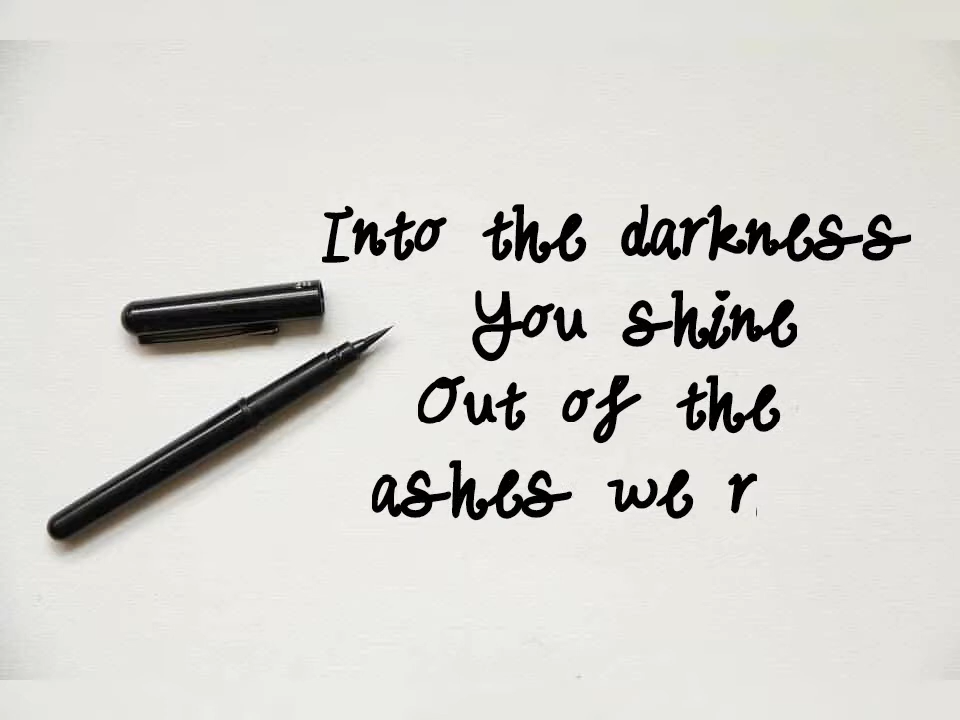 Into the darkness
You shine
Out of the
ashes we r